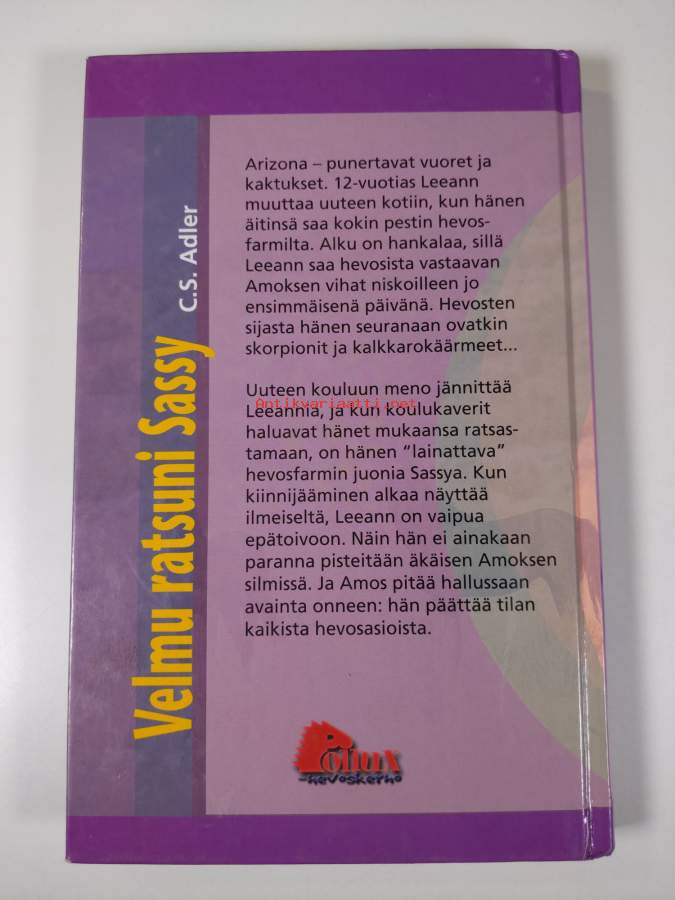 Velmu ratsuni Sassy
C.S. Adler
Arizona – punertavat vuoret ja
kaktukset. 12-vuotias Leeann
muuttaa uuteen kotiin, kun hänen
äitinsä saa kokin pestin hevos-
farmilta. Alku on hankalaa, sillä
Leeann saa hevosista vastaavan
Amoksen vihat niskoilleen jo
ensimmäisenä päivänä. Hevosten
sijasta hänen seuranaan ovatkin
skorpionit ja kalkkarokäärmeet...
Uuteen kouluun meno jännittää
Antikvariaatti.net
Leeannia, ja kun koulukaverit
haluavat hänet mukaansa ratsas-
tamaan, on hänen ”lainattava”
hevosfarmin juonia Sassya. Kun
kiinnijääminen alkaa näyttää
ilmeiseltä, Leeann on vaipua
epätoivoon. Näin hän ei ainakaan
paranna pisteitään äkäisen Amoksen
silmissä. Ja Amos pitää hallussaan
avainta onneen: hän päättää tilan
kaikista hevosasioista.
Pollux
-hevoskerho